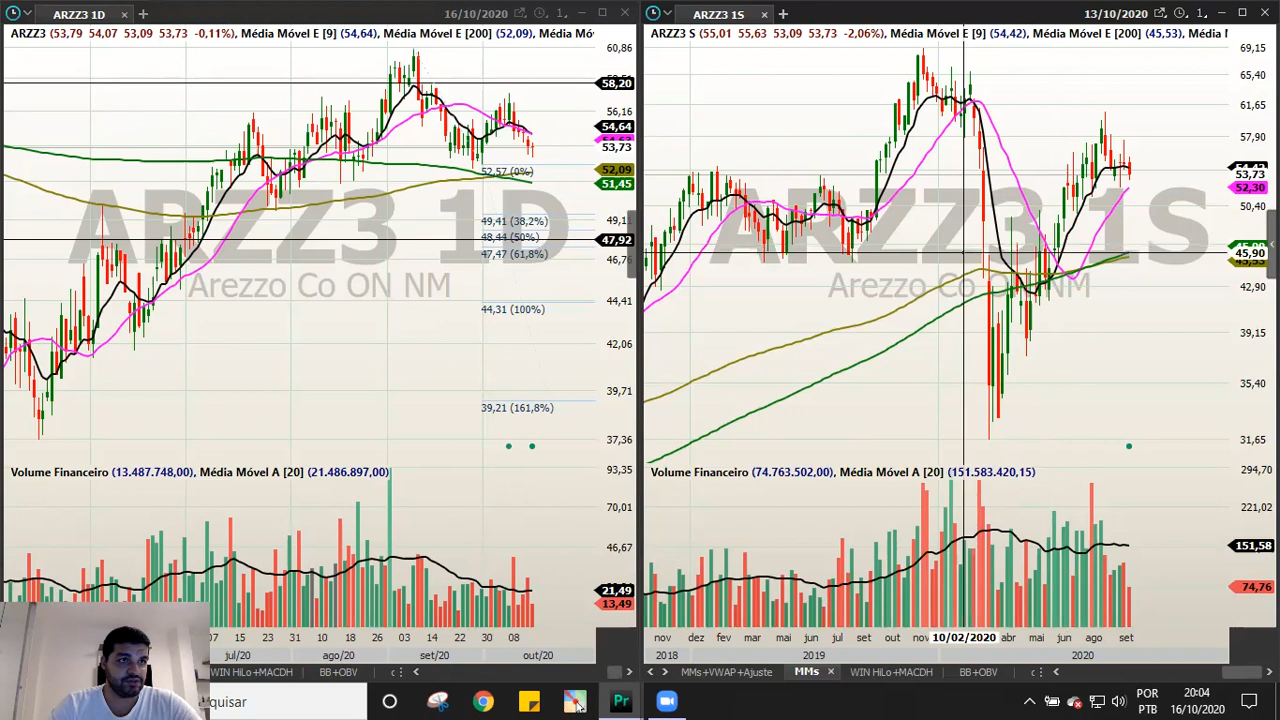 ARZZ3 1D
16/10/2020
1
ARZZ3 (53,79 54,07 53,09 53,73 -0,11%), Média Móvel E [9] (54,64), Média Móvel E [200] (52,09), Média Mó
60,86
58,20
56,16
54,64
53,73
52,09
51,45
49,1
47,92
46,76
44,41
42,06
39,71
37,36
52,57 (0%)
49,41 (38,2%)
48,44 (50%)
47,47 (61,8%)
44,31 (100%)
39,21 (161,8%)
ARZZ3 1D
Arezzo Co ON NM
Volume Financeiro (13.487.748,00), Média Móvel A [20] (21.486.897,00)
93,35
70,01
46,67
21,49
13,49
07 15 23 31 10 18 26 03 14 22 30 08
jul/20 ago/20 set/20 out/20
WIN HiLo+MACDH BB+OBV
ARZZ3 1S
13/10/2020
1
ARZZ3 S (55,01 55,63 53,09 53,73 -2,06%), Média Móvel E [9] (54,42), Média Móvel E [200] (45,53), Média
69,15
65,40
61,65
57,90
53,73
52,30
50,40
45,90
42,90
39,15
35,40
31,65
ARZZ3 1S
Arezzo Co ON NM
Volume Financeiro (74.763.502,00), Média Móvel A [20] (151.583.420,15)
294,70
221,02
151,58
74,76
nov dez fev mar abr mai jun jul set out nov 10/02/2020 abr mai jun ago set
2018 2019 2020
MMs+VWAP+Ajuste MMs WIN HiLo+MACDH BB+OBV
quisar
Pr
POR
PTB
20:04
16/10/2020